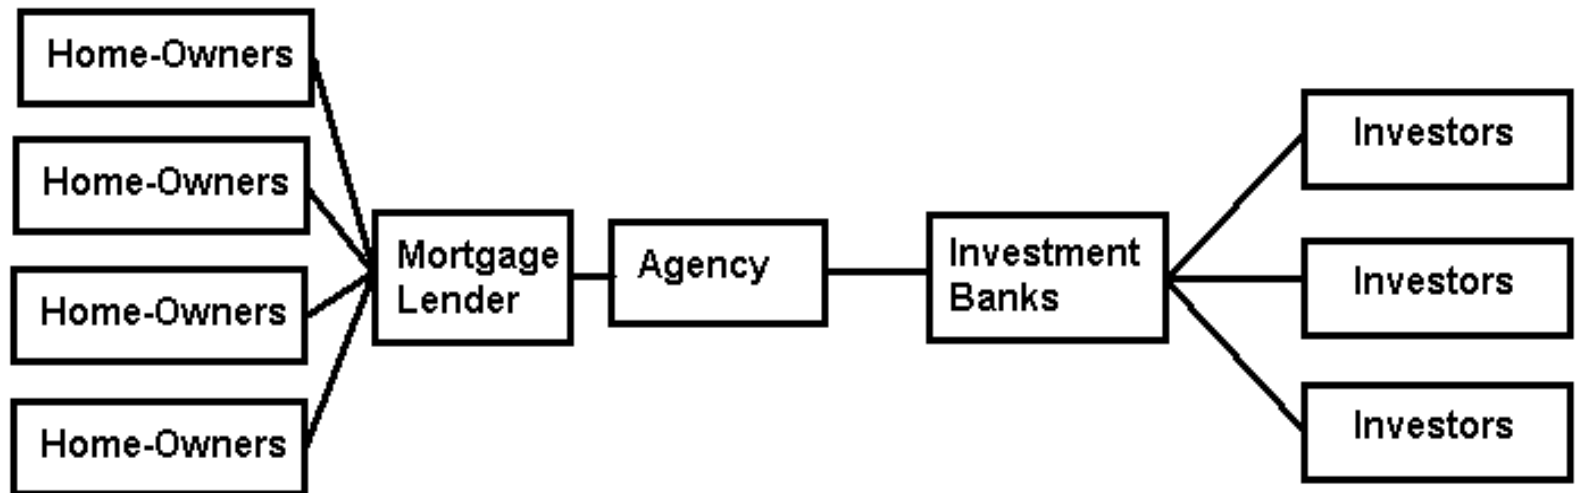 Home-Owners
Home-Owners
Home-Owners
Home-Owners
Mortgage
Lender
Agency
Investment
Banks
Investors
Investors
Investors